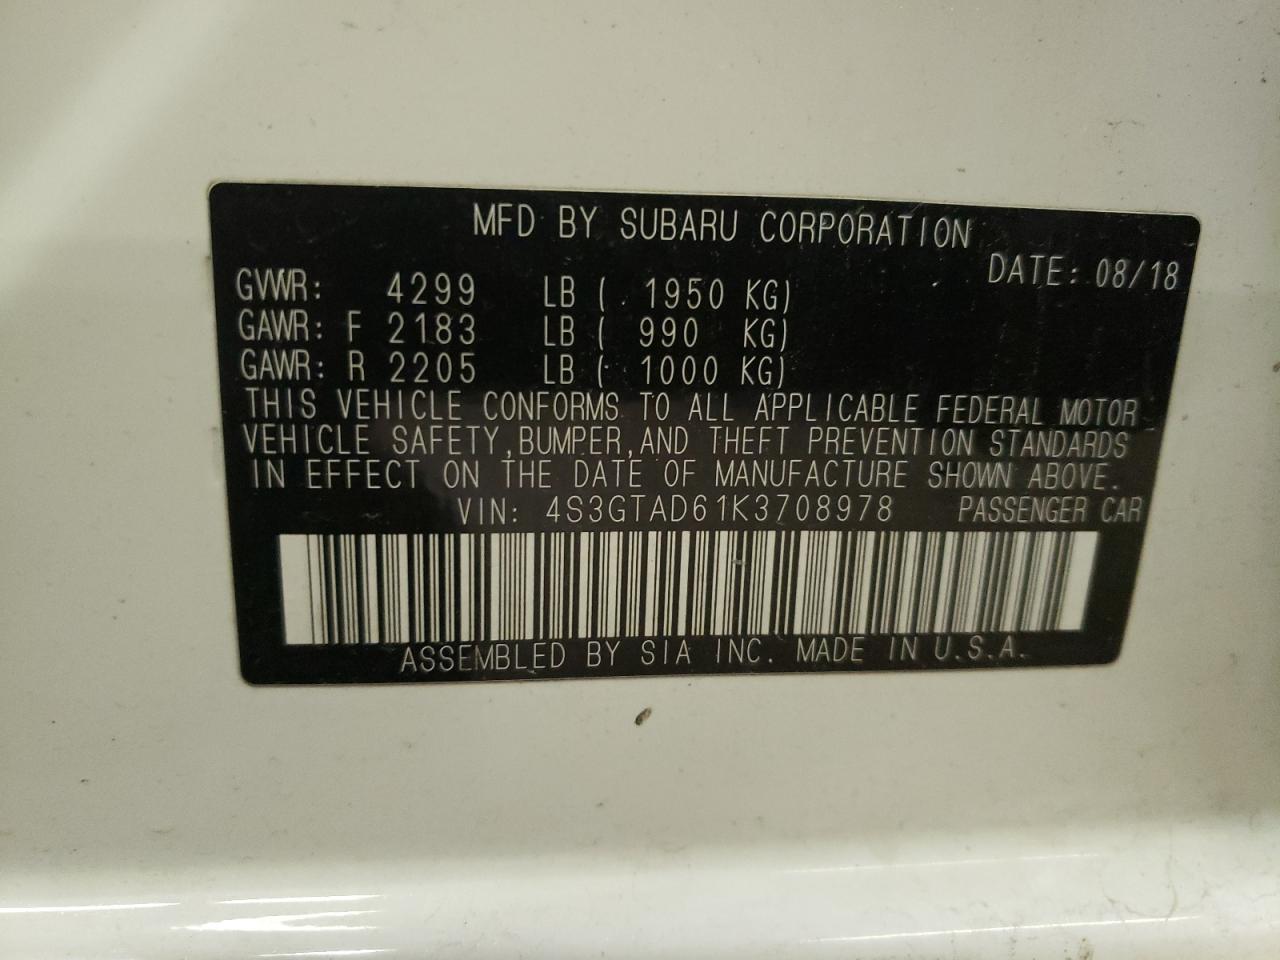 MFD BY SUBARU CORPORATION
DATE: 08/18
GVWR: 4299 LB ( 1950 KG)
GAWR: F 2183 LB ( 990 KG)
GAWR: R 2205 LB ( 1000 KG)
THIS VEHICLE CONFORMS TO ALL APPLICABLE FEDERAL MOTOR
VEHICLE SAFETY,BUMPER,AND THEFT PREVENTION STANDARDS
IN EFFECT ON THE DATE OF MANUFACTURE SHOWN ABOVE.
VIN: 4S3GTAD61K3708978 PASSENGER CAR
ASSEMBLED BY SIA INC. MADE IN U.S.A.